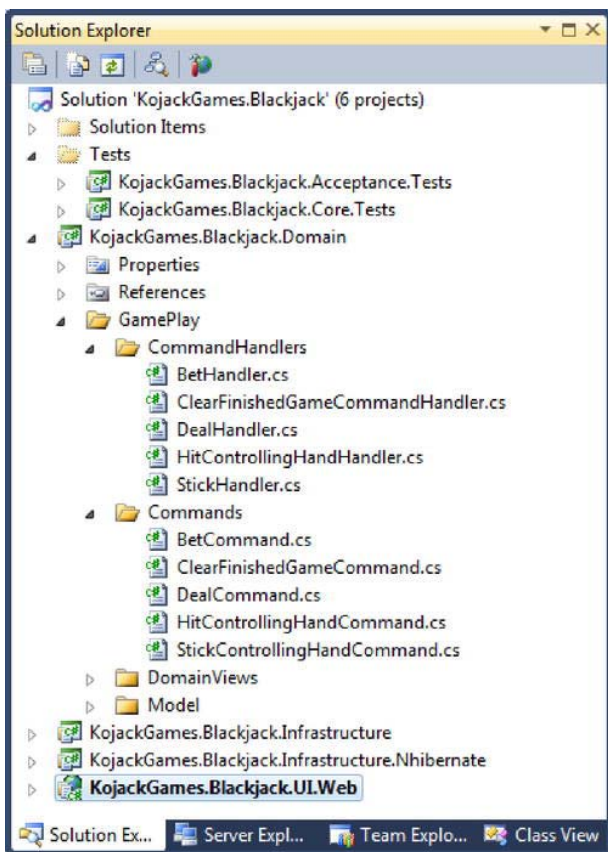 Solution Explorer
Solution 'KojackGames.Blackjack' (6 projects)
Solution Items
Tests
KojackGames.Blackjack.Acceptance.Tests
KojackGames.Blackjack.Core.Tests
KojackGames.Blackjack.Domain
Properties
References
GamePlay
CommandHandlers
BetHandler.cs
ClearFinishedGameCommandHandler.cs
DealHandler.cs
HitControllingHandHandler.cs
StickHandler.cs
Commands
BetCommand.cs
ClearFinishedGameCommand.cs
DealCommand.cs
HitControllingHandCommand.cs
StickControllingHandCommand.cs
DomainViews
Model
KojackGames.Blackjack.Infrastructure
KojackGames.Blackjack.Infrastructure.Nhibernate
KojackGames.Blackjack.UI.Web
Solution Ex... Server Expl... Team Explo... Class View